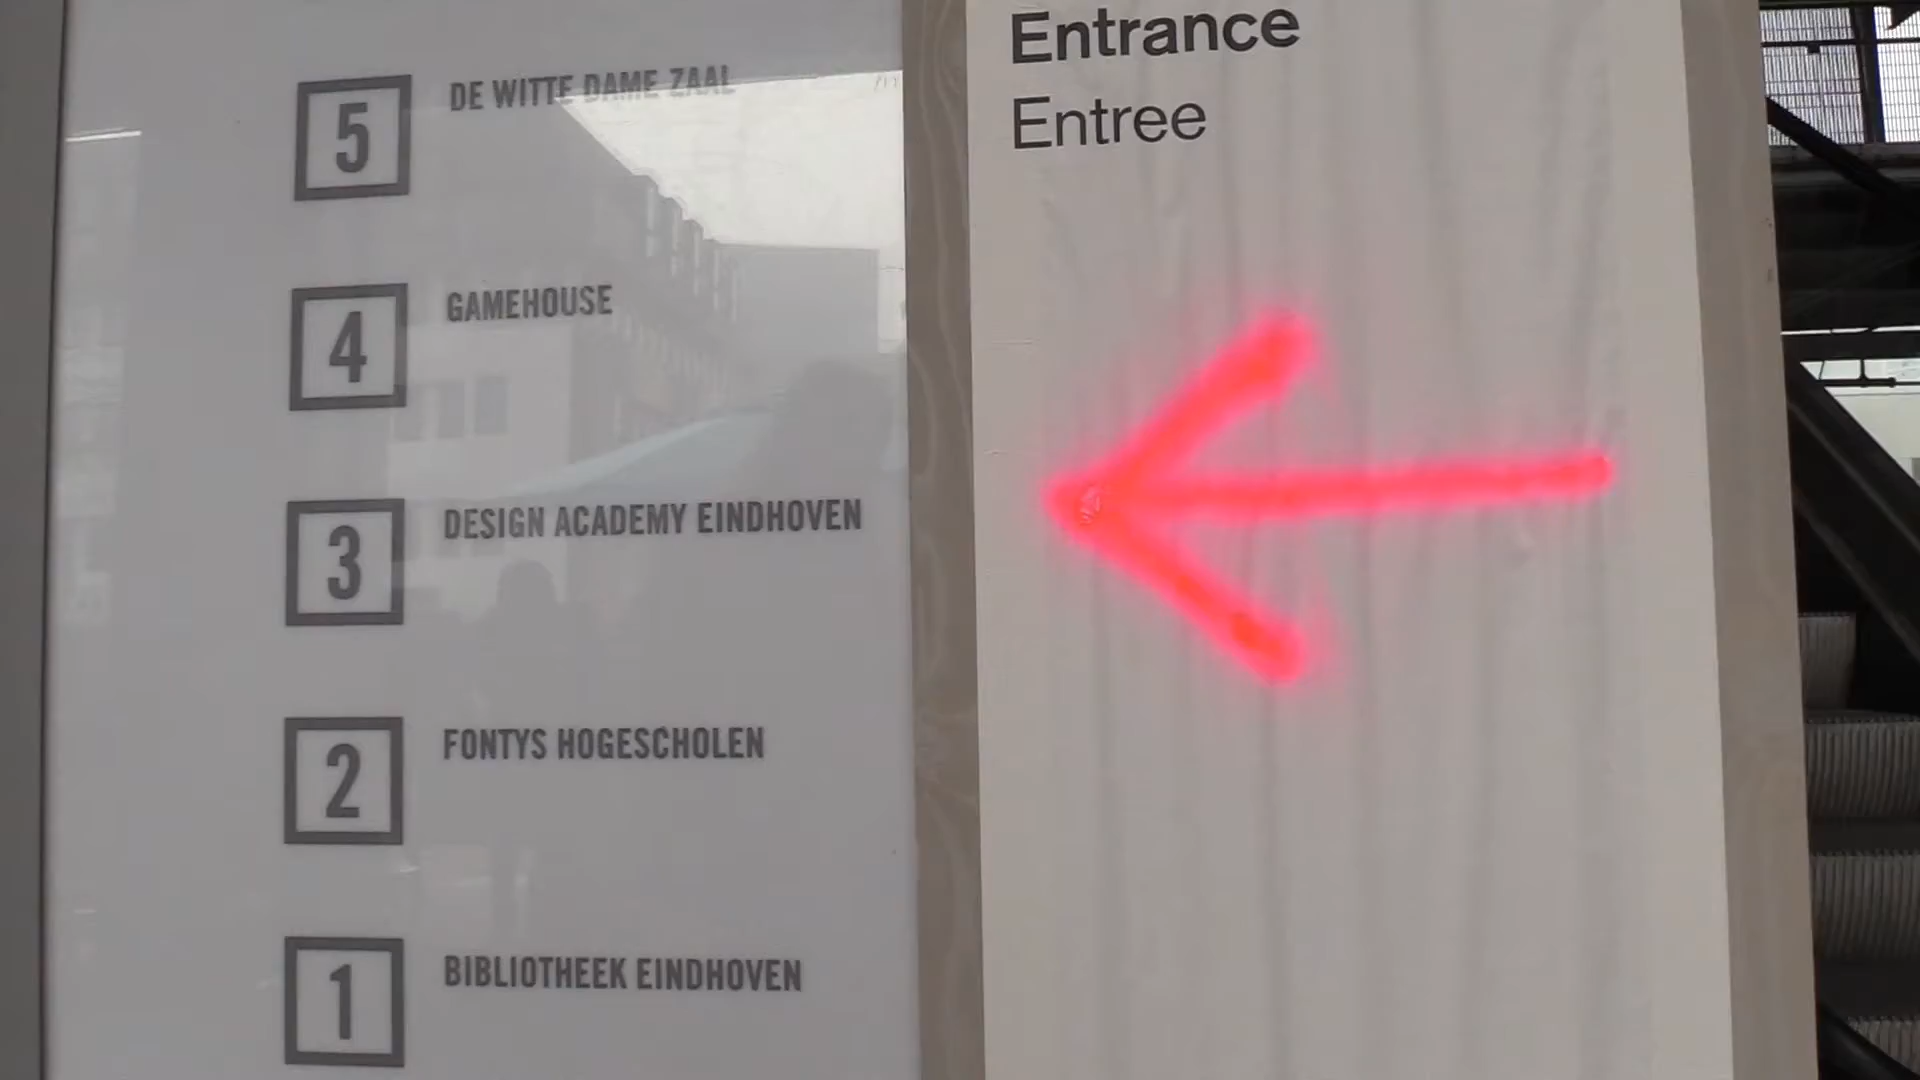 5 DE WITTE DAME ZAAL
4 GAMEHOUSE
3 DESIGN ACADEMY EINDHOVEN
2 FONTYS HOGESCHOLEN
1 BIBLIOTHEEK EINDHOVEN
Entrance
Entree